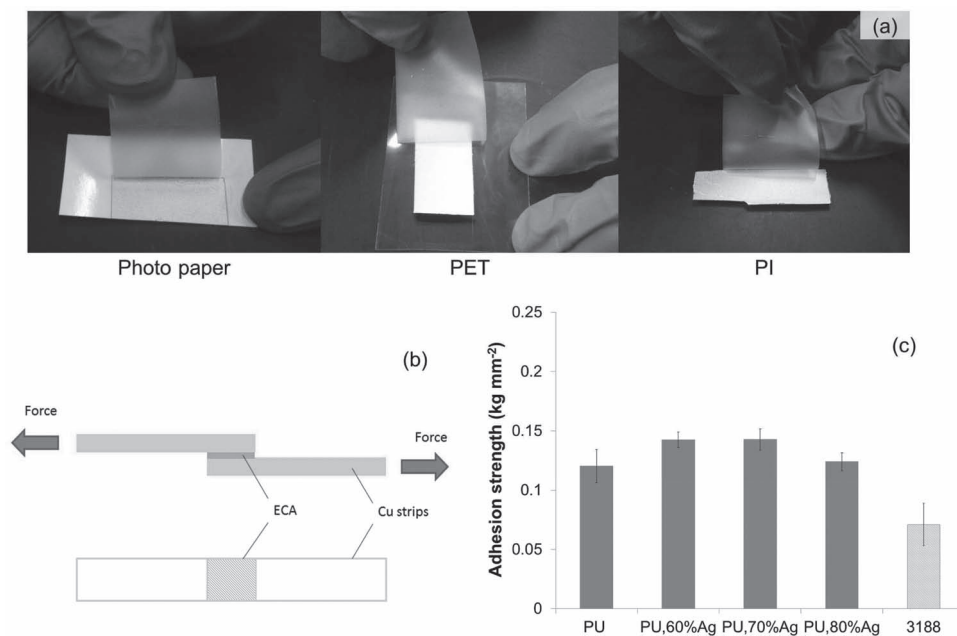 (a)
Photo paper
PET
PI
(b)
Force
Force
ECA
Cu strips
(c)
Adhesion strength (kg mm-2)
0.25
0.2
0.15
0.1
0.05
0
PU
PU,60%Ag
PU,70%Ag
PU,80%Ag
3188